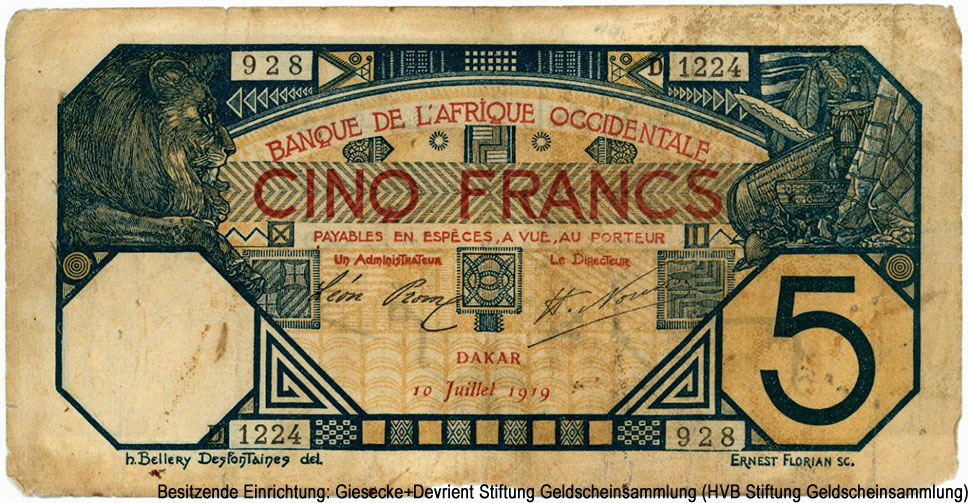 928
D 1224
BANQUE DE L'AFRIQUE OCCIDENTALE
CINQ FRANCS
PAYABLES EN ESPÈCES, A VUE, AU PORTEUR
Un Administrateur
Le Directeur
Léon
DAKAR
10 Juillet 1919
5
D 1224
928
h. Bellery Desfontaines del.
ERNEST FLORIAN SC.
Besitzende Einrichtung: Giesecke+Devrient Stiftung Geldscheinsammlung (HVB Stiftung Geldscheinsammlung)